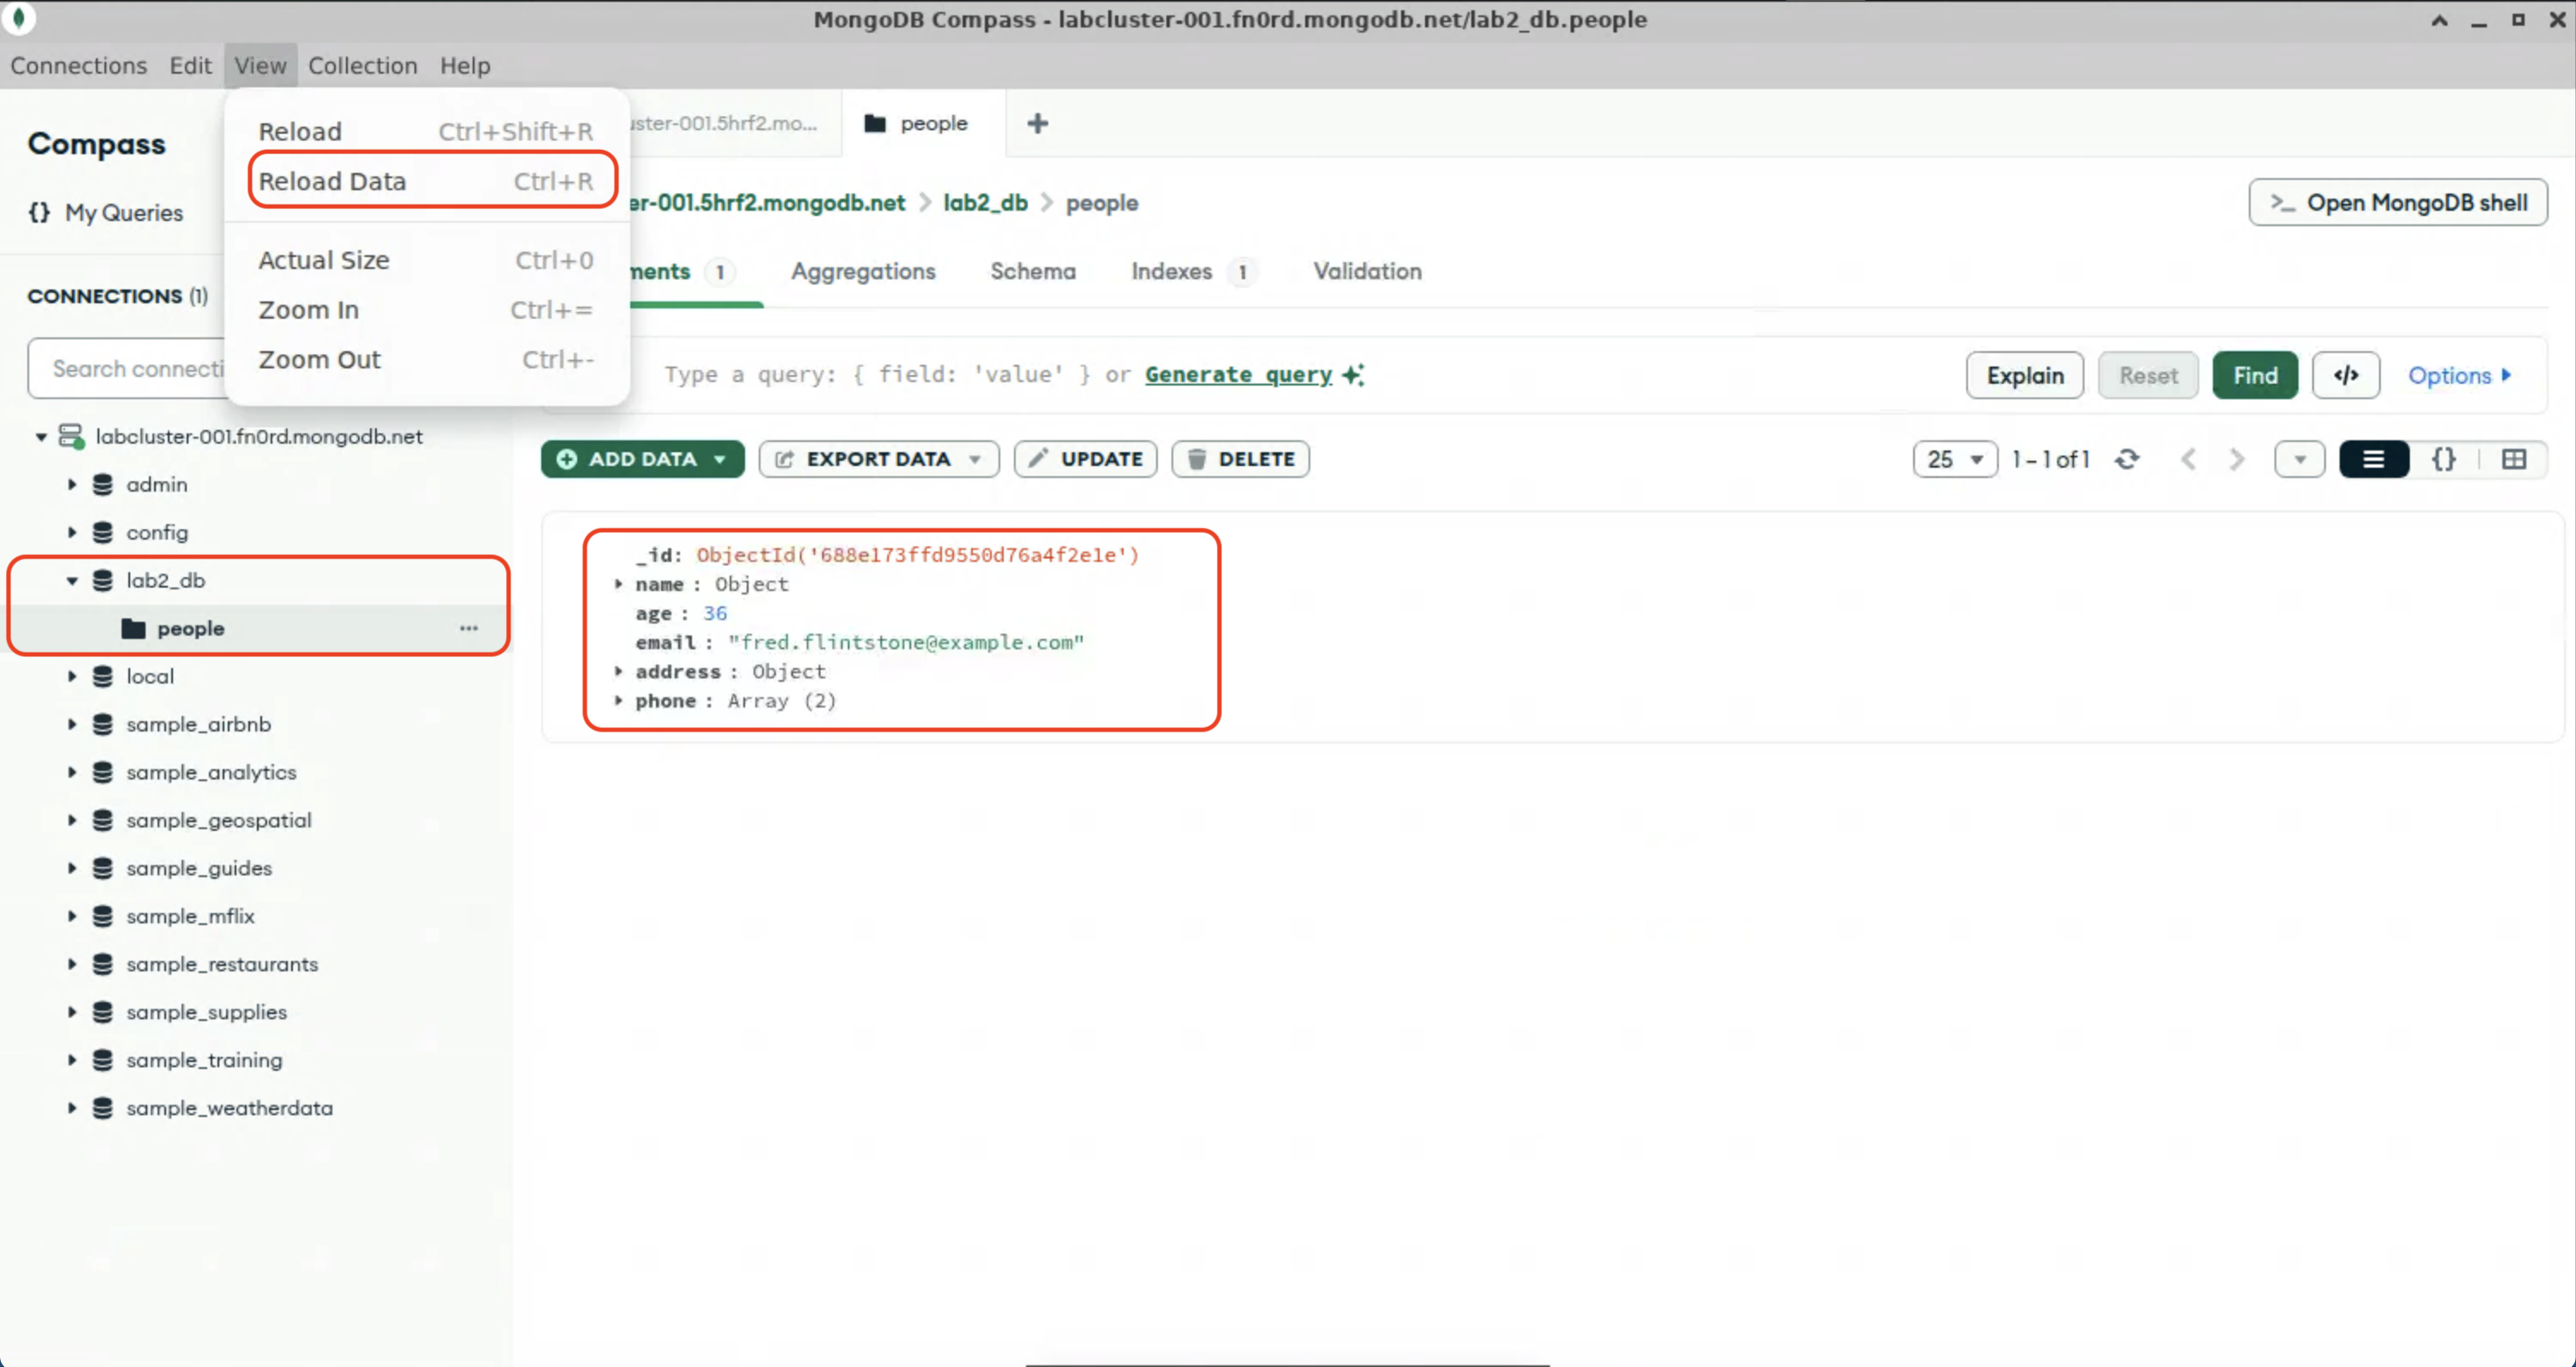 MongoDB Compass - labcluster-001.fn0rd.mongodb.net/lab2_db.people
Connections Edit View Collection Help
Compass
{} My Queries
CONNECTIONS (1)
Search connecti
labcluster-001.fn0rd.mongodb.net
admin
config
lab2_db
people ...
local
sample_airbnb
sample_analytics
sample_geospatial
sample_guides
sample_mflix
sample_restaurants
sample_supplies
sample_training
sample_weatherdata
Reload Ctrl+Shift+R
Reload Data Ctrl+R
Actual Size Ctrl+0
Zoom In Ctrl+=
Zoom Out Ctrl+-
uster-001.5hrf2.mo... people +
er-001.5hrf2.mongodb.net > lab2_db > people >_ Open MongoDB shell
ments 1 Aggregations Schema Indexes 1 Validation
Type a query: { field: 'value' } or Generate query Explain Reset Find </> Options
ADD DATA EXPORT DATA UPDATE DELETE 25 1 – 1 of 1 {}
_id: ObjectId('688e173ffd9550d76a4f2e1e')
name : Object
age : 36
email : "fred.flintstone@example.com"
address : Object
phone : Array (2)